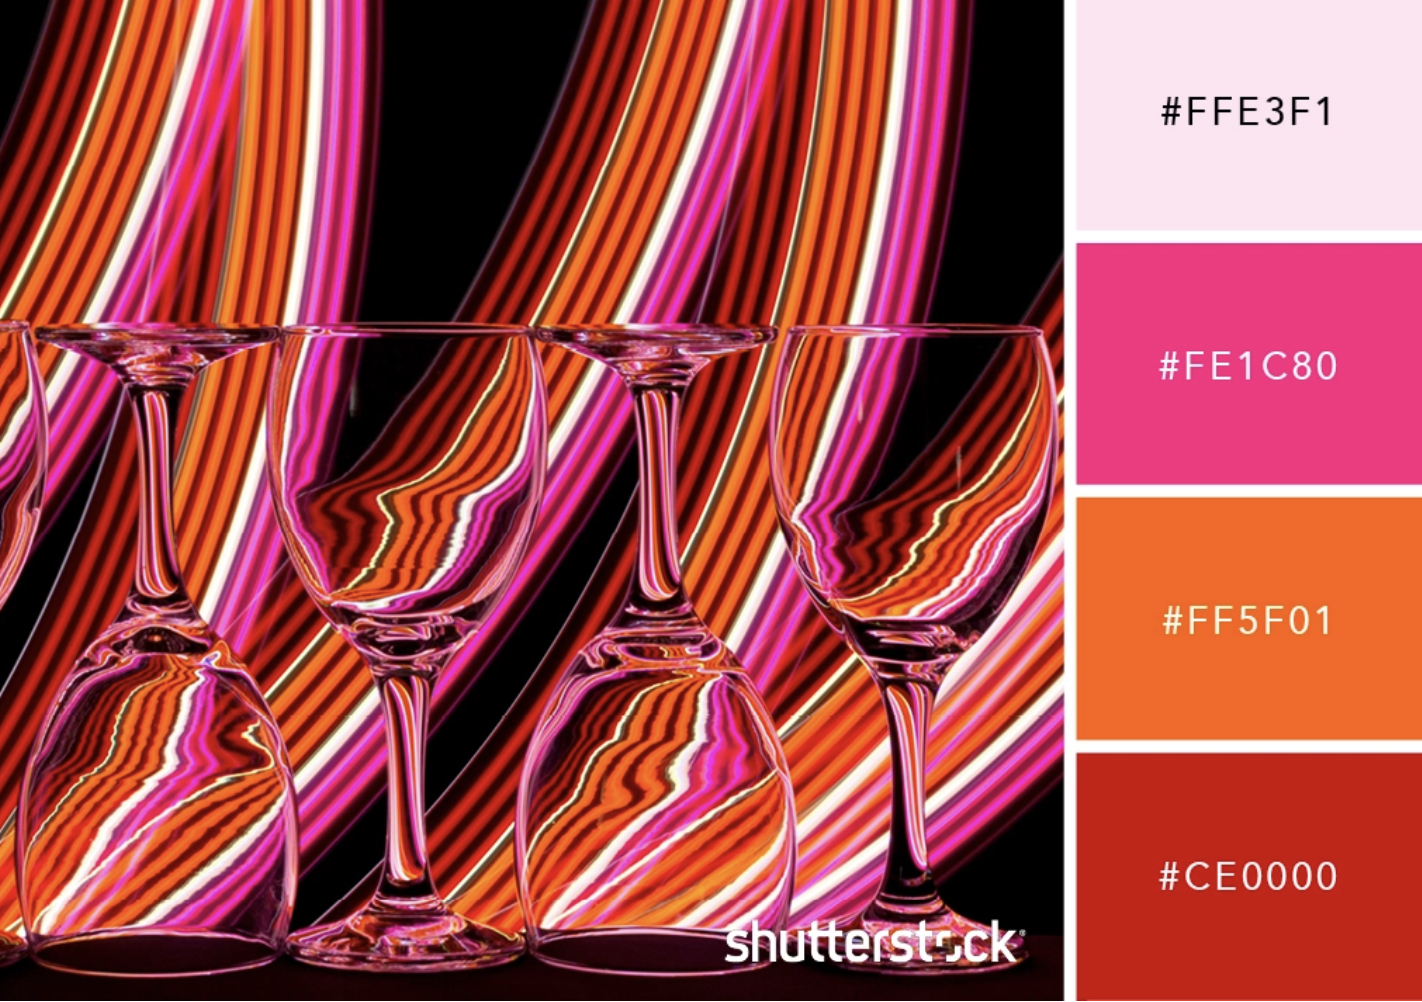 #FFE3F1
#FE1C80
#FF5F01
#CE0000
shutterstock